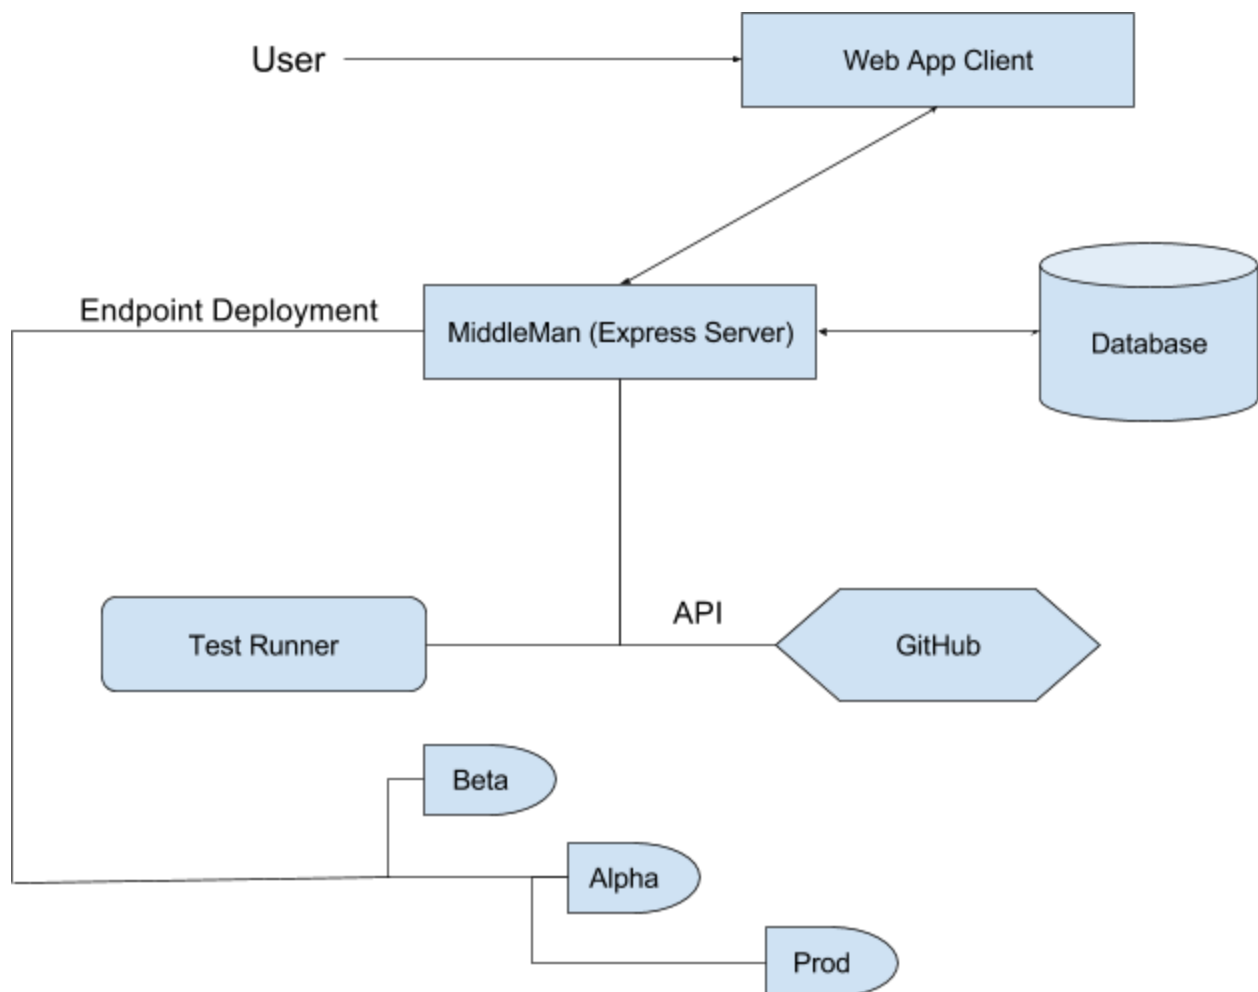 User
Web App Client
Endpoint Deployment
MiddleMan (Express Server)
Database
API
Test Runner
GitHub
Beta
Alpha
Prod